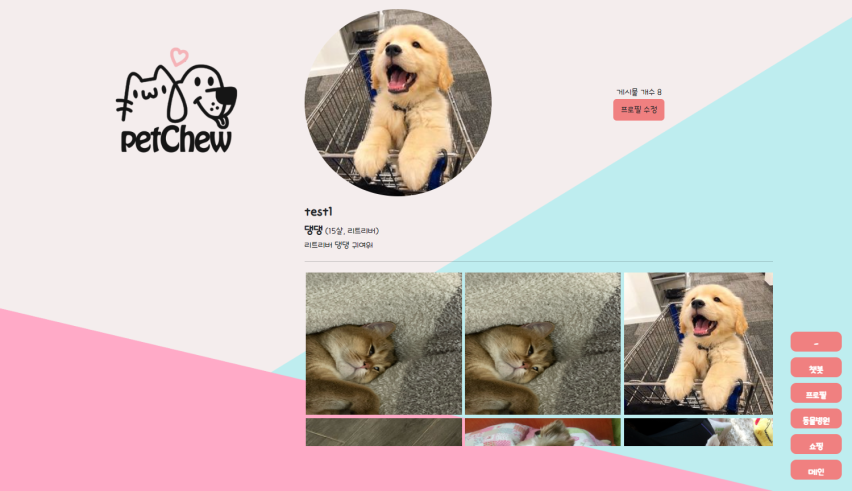 petChew
게시물 개수 8
프로필 수정
test1
댕댕 (15살, 리트리버)
리트리버 댕댕 귀여워
-
챗봇
프로필
동물병원
쇼핑
메인